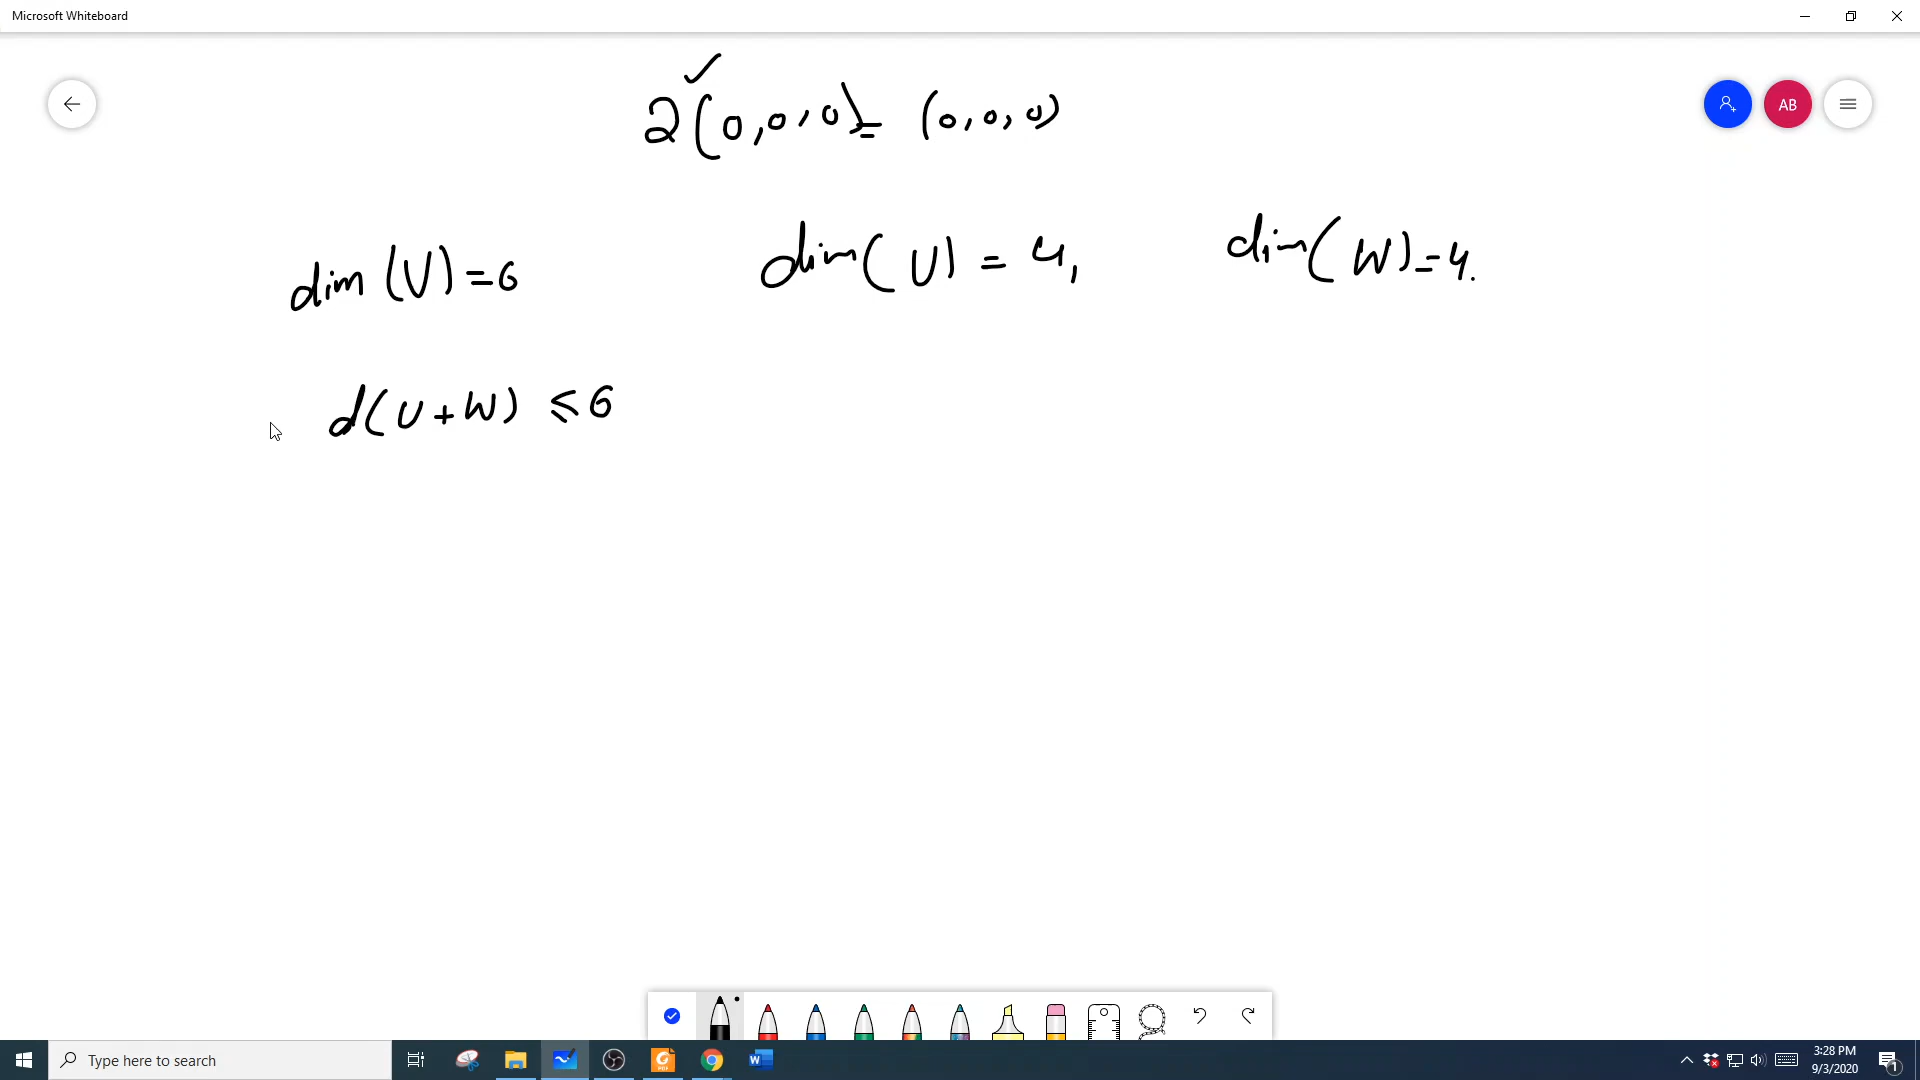 Microsoft Whiteboard
✓
2(0,0,0) = (0,0,0)
AB
dim(V)=6 dim(U) = 4, dim(W)=4.
d(U+W) ≤ 6
Type here to search
3:28 PM
9/3/2020
1